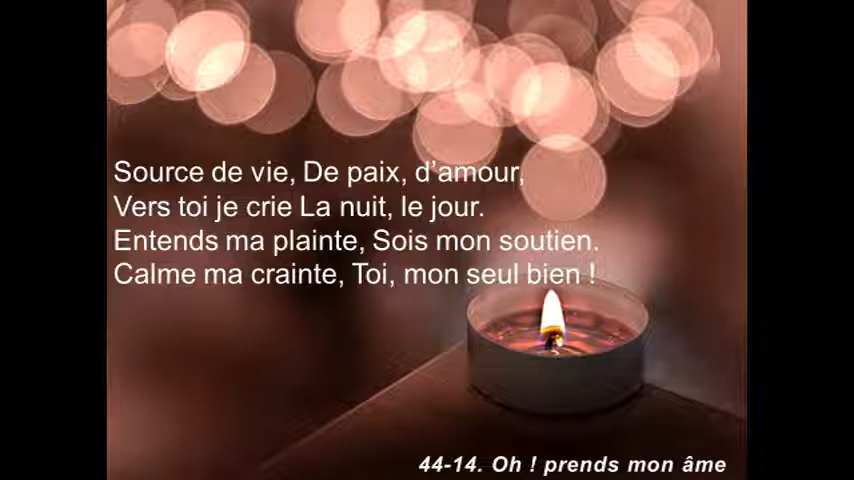 Source de vie, De paix, d’amour,
Vers toi je crie La nuit, le jour.
Entends ma plainte, Sois mon soutien.
Calme ma crainte, Toi, mon seul bien !
44-14. Oh ! prends mon âme